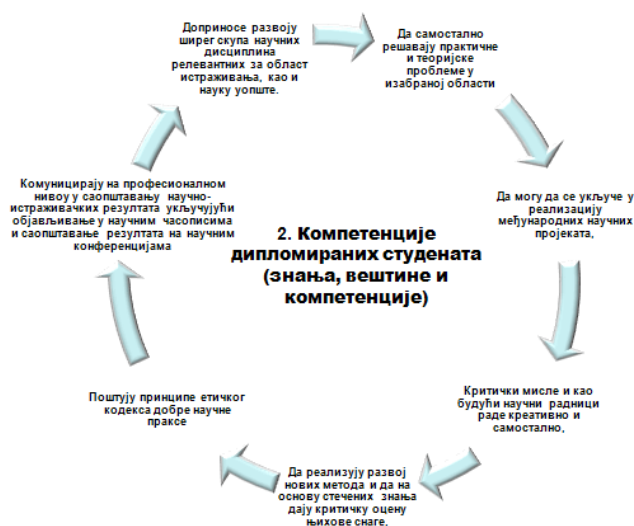 Доприносе развоју
ширег скупа научних
дисциплина
релевантних за област
истраживања, као и
науку уопште.
Да самостално
решавају практичне
и теоријске
проблеме у
изабраној области
Да могу да се укључе у
реализацију
међународних научних
пројеката,
Критички мисле и као
будући научни радници
раде креативно и
самостално,
Да реализују развој
нових метода и да на
основу стечених знања
дају критичку оцену
њихове снаге,
Поштују принципе етичког
кодекса добре научне
праксе
Комуницирају на професионалном
нивоу у саопштавању научно-
истраживачких резултата укључујући
објављивање у научним часописима
и саопштавање резултата на научним
конференцијама
2. Компетенције
дипломираних студената
(знања, вештине и
компетенције)